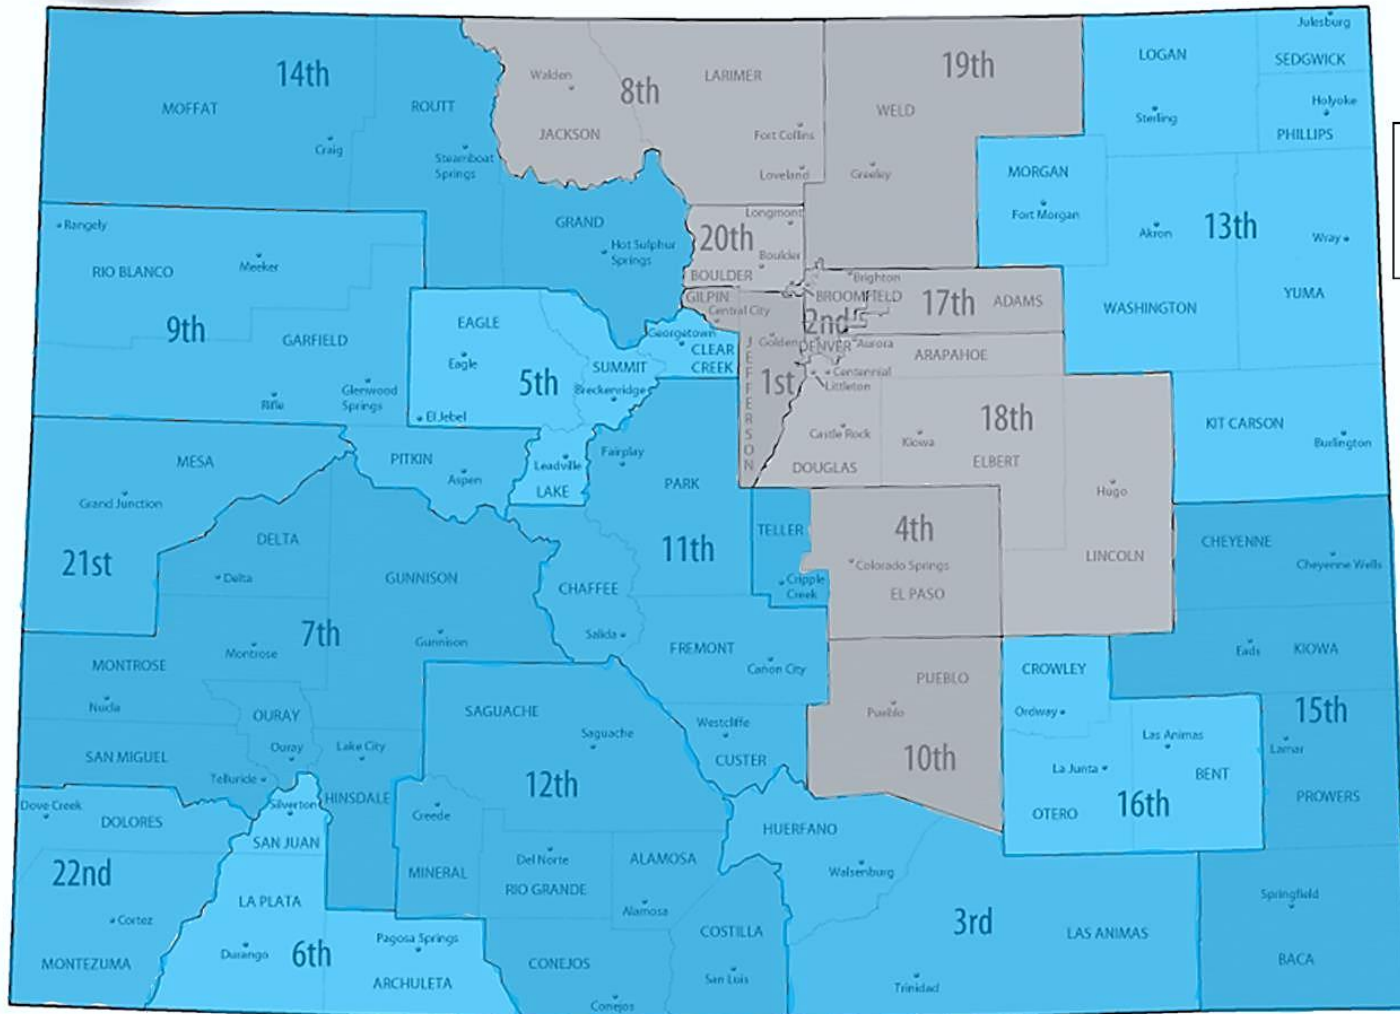 14th
MOFFAT
Craig
ROUTT
Steamboat
Springs
Walden
8th
JACKSON
LARIMER
Fort Collins
Loveland
19th
WELD
Greeley
LOGAN
Sterling
Julesburg
SEDGWICK
Holyoke
PHILLIPS
MORGAN
Fort Morgan
Akron
13th
Wray
WASHINGTON
YUMA
Rangely
RIO BLANCO
Meeker
9th
GARFIELD
Rifle
Glenwood
Springs
GRAND
Hot Sulphur
Springs
Longmont
20th
Boulder
BOULDER
GILPIN
Central City
Brighton
BROOMFIELD
17th
ADAMS
2nd
DENVER
Aurora
ARAPAHOE
Centennial
Littleton
EAGLE
Eagle
5th
El Jebel
SUMMIT
Breckenridge
Georgetown
CLEAR
CREEK
Golden
1st
JEFFERSON
Castle Rock
DOUGLAS
Kiowa
18th
ELBERT
Hugo
LINCOLN
KIT CARSON
Burlington
MESA
Grand Junction
21st
PITKIN
Aspen
Leadville
LAKE
Fairplay
PARK
11th
TELLER
Cripple
Creek
4th
Colorado Springs
EL PASO
CHEYENNE
Cheyenne Wells
DELTA
Delta
GUNNISON
7th
Montrose
Gunnison
MONTROSE
Nucla
CHAFFEE
Salida
FREMONT
Cañon City
PUEBLO
Pueblo
10th
CROWLEY
Ordway
Eads
KIOWA
15th
Lamar
PROWERS
OURAY
Ouray
SAN MIGUEL
Telluride
Lake City
HINSDALE
SAGUACHE
Saguache
12th
Westcliffe
CUSTER
La Junta
Las Animas
BENT
OTERO
16th
Dove Creek
DOLORES
Silverton
SAN JUAN
Creede
MINERAL
Del Norte
RIO GRANDE
ALAMOSA
Alamosa
HUERFANO
Walsenburg
22nd
Cortez
MONTEZUMA
LA PLATA
Durango
6th
Pagosa Springs
ARCHULETA
CONEJOS
Conejos
COSTILLA
San Luis
3rd
LAS ANIMAS
Trinidad
Springfield
BACA